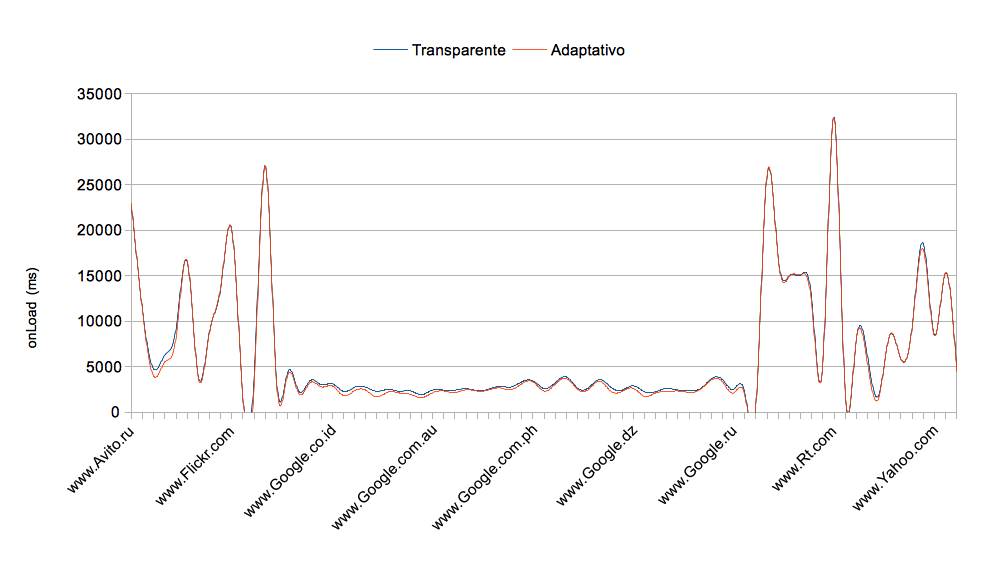 Transparente Adaptativo
35000
30000
25000
20000
15000
10000
5000
0
onLoad (ms)
www.Avito.ru
www.Flickr.com
www.Google.co.id
www.Google.com.au
www.Google.com.ph
www.Google.dz
www.Google.ru
www.Rt.com
www.Yahoo.com